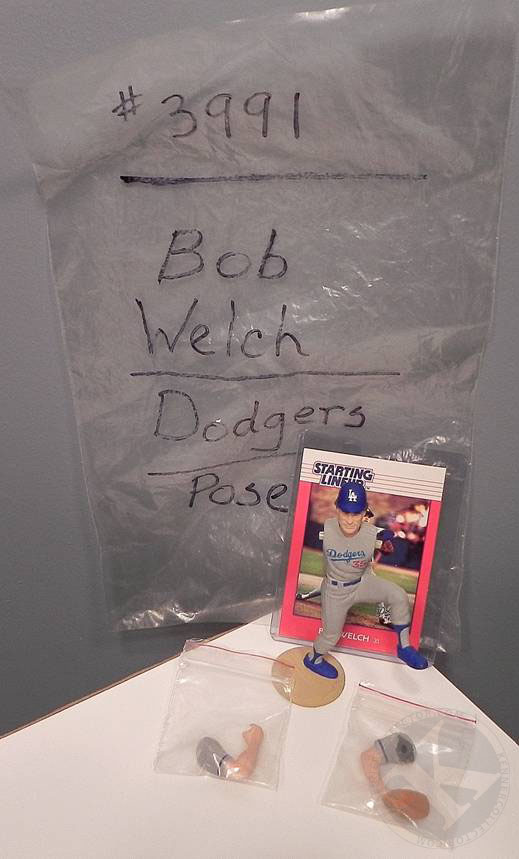 # 3991
Bob
Welch
Dodgers
Pose
STARTING
LINEUP
LA
Dodgers
35
WELCH